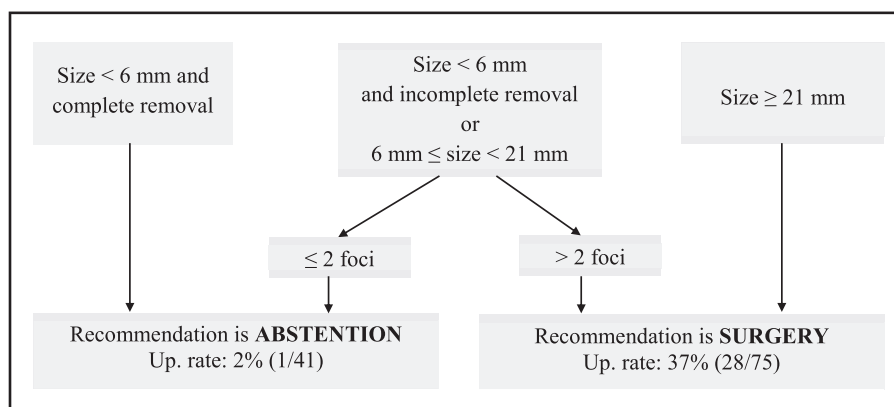 Size < 6 mm and
complete removal
Size < 6 mm
and incomplete removal
or
6 mm ≤ size < 21 mm
Size ≥ 21 mm
≤ 2 foci
> 2 foci
Recommendation is ABSTENTION
Up. rate: 2% (1/41)
Recommendation is SURGERY
Up. rate: 37% (28/75)